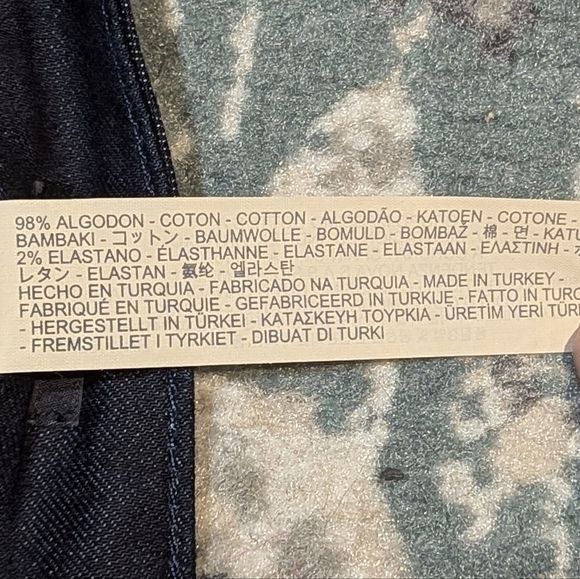 98% ALGODON - COTON - COTTON - ALGODÃO - KATOEN - COTONE -
BAMBAKI - コットン - BAUMWOLLE - BOMULD - BOMBAŽ - 棉 - 면 -
2% ELASTANO - ÉLASTHANNE - ELASTANE - ELASTAAN - ΕΛΑΣΤΙΝΗ -
レタン - ELASTAN - 氨纶 - 엘라스탄
HECHO EN TURQUIA - FABRICADO NA TURQUIA - MADE IN TURKEY -
FABRIQUÉ EN TURQUIE - GEFABRICEERD IN TURKIJE - FATTO IN
- HERGESTELLT IN TÜRKEI - ΚΑΤΑΣΚΕΥΗ ΤΟΥΡΚΙΑ - ÜRETİM YERİ
- FREMSTILLET I TYRKIET - DIBUAT DI TURKI